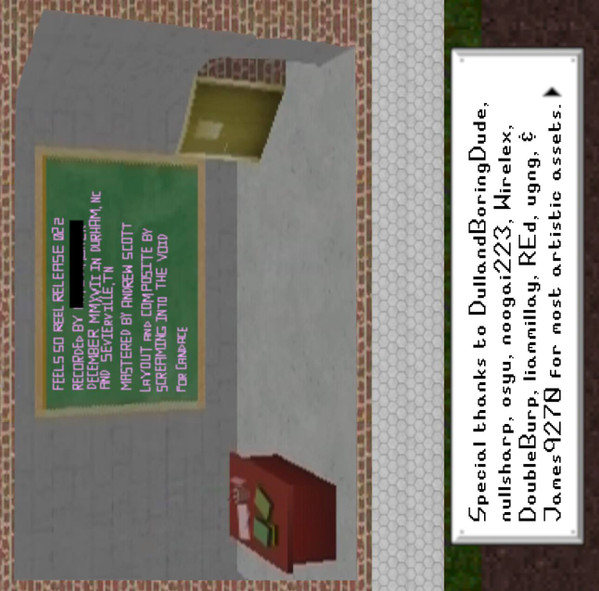 FEELS SO REEL RELEASE 022
RECORDED BY
DECEMBER MMXVII IN DURHAM, NC
AND SEVIERVILLE, TN
MASTERED BY ANDREW SCOTT
LAYOUT AND COMPOSITE BY
SCREAMING INTO THE VOID
FOR CANDACE
Special thanks to DullandBoringDude,
nullsharp, osyu, noogai223, Wirelex,
DoubleBurp, liammillay, REd, ugng, &
James9270 for most artistic assets.